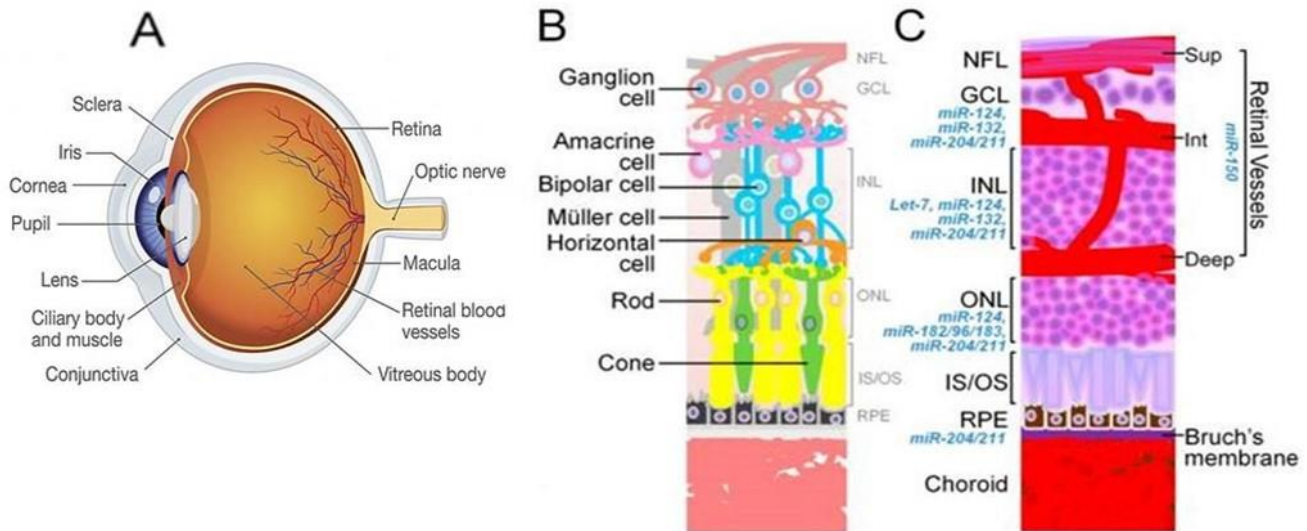 A
Sclera
Iris
Cornea
Pupil
Lens
Ciliary body
and muscle
Conjunctiva
Retina
Optic nerve
Macula
Retinal blood
vessels
Vitreous body
B
Ganglion
cell
Amacrine
cell
Bipolar cell
Müller cell
Horizontal
cell
Rod
Cone
NFL
GCL
INL
ONL
IS/OS
RPE
C
NFL
GCL
miR-124,
miR-132,
miR-204/211
INL
Let-7, miR-124,
miR-132,
miR-204/211
ONL
miR-124,
miR-182/96/183,
miR-204/211
IS/OS
RPE
miR-204/211
Choroid
Sup
Int
Deep
Retinal Vessels
miR-150
Bruch's
membrane